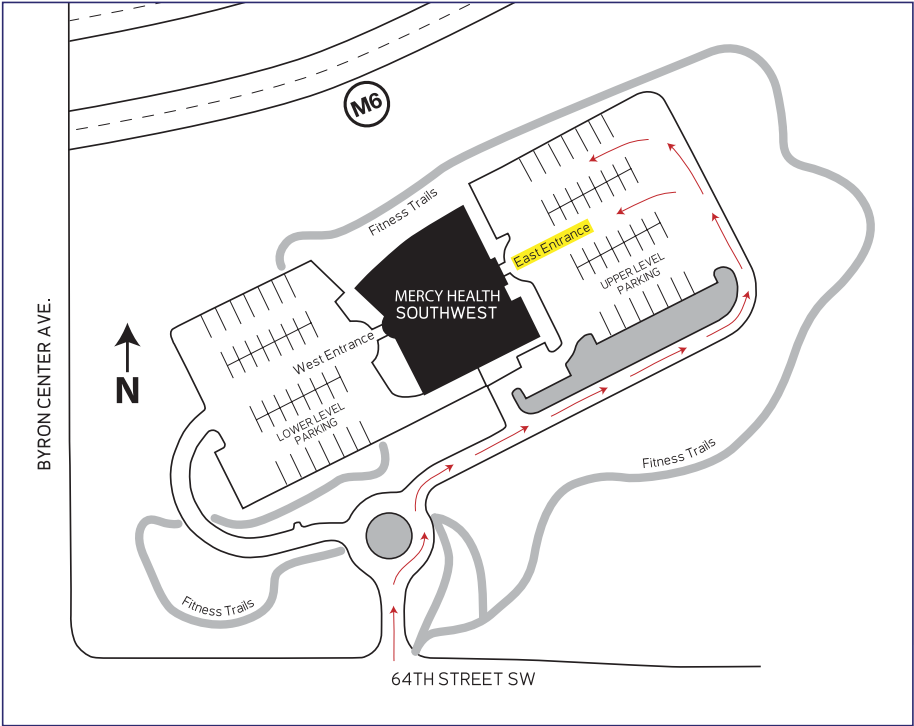 M6
Fitness Trails
East Entrance
UPPER LEVEL
PARKING
MERCY HEALTH
SOUTHWEST
West Entrance
BYRON CENTER AVE.
N
LOWER LEVEL
PARKING
Fitness Trails
Fitness Trails
64TH STREET SW